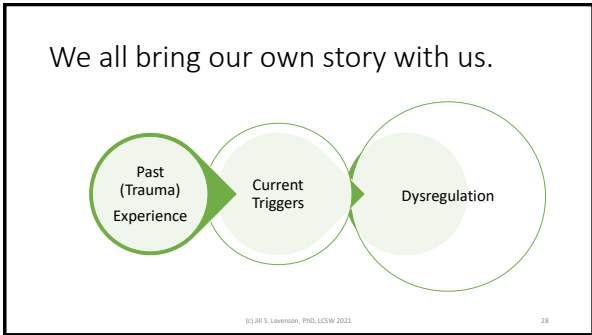 We all bring our own story with us.
Past
(Trauma)
Experience
Current
Triggers
Dysregulation
(c) Jill S. Levenson, PhD, LCSW 2021
28